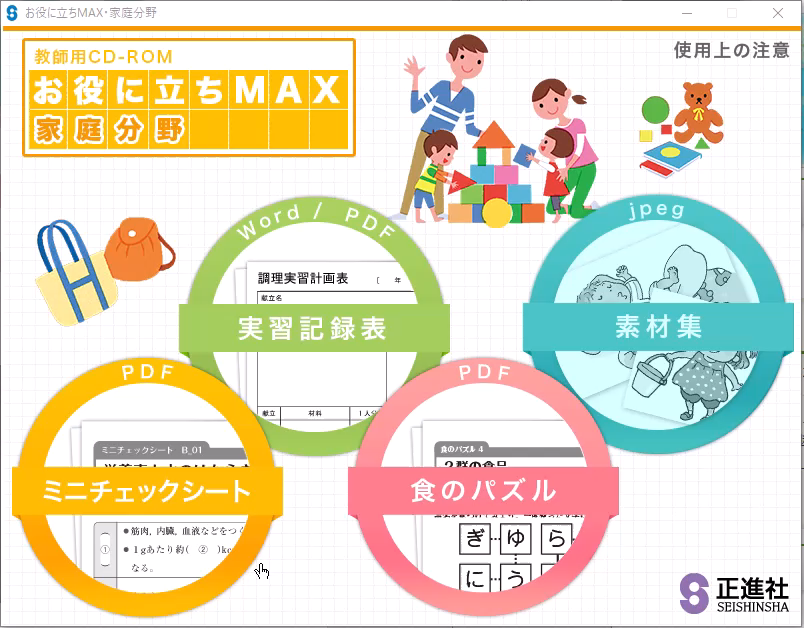 お役に立ちMAX・家庭分野
教師用CD-ROM
お役に立ちMAX
家庭分野
使用上の注意
Word / PDF
調理実習計画表 〔 年
献立名
実習記録表
献立 材料 1人分
jpeg
素材集
PDF
ミニチェックシート B_01
ミニチェックシート
●筋肉，内臓，血液などをつく
① ●1gあたり約( ② )kc
なる。
PDF
食のパズル 4
2群の食品
食のパズル
ぎ ゆ ら
に う
正進社
SEISHINSHA